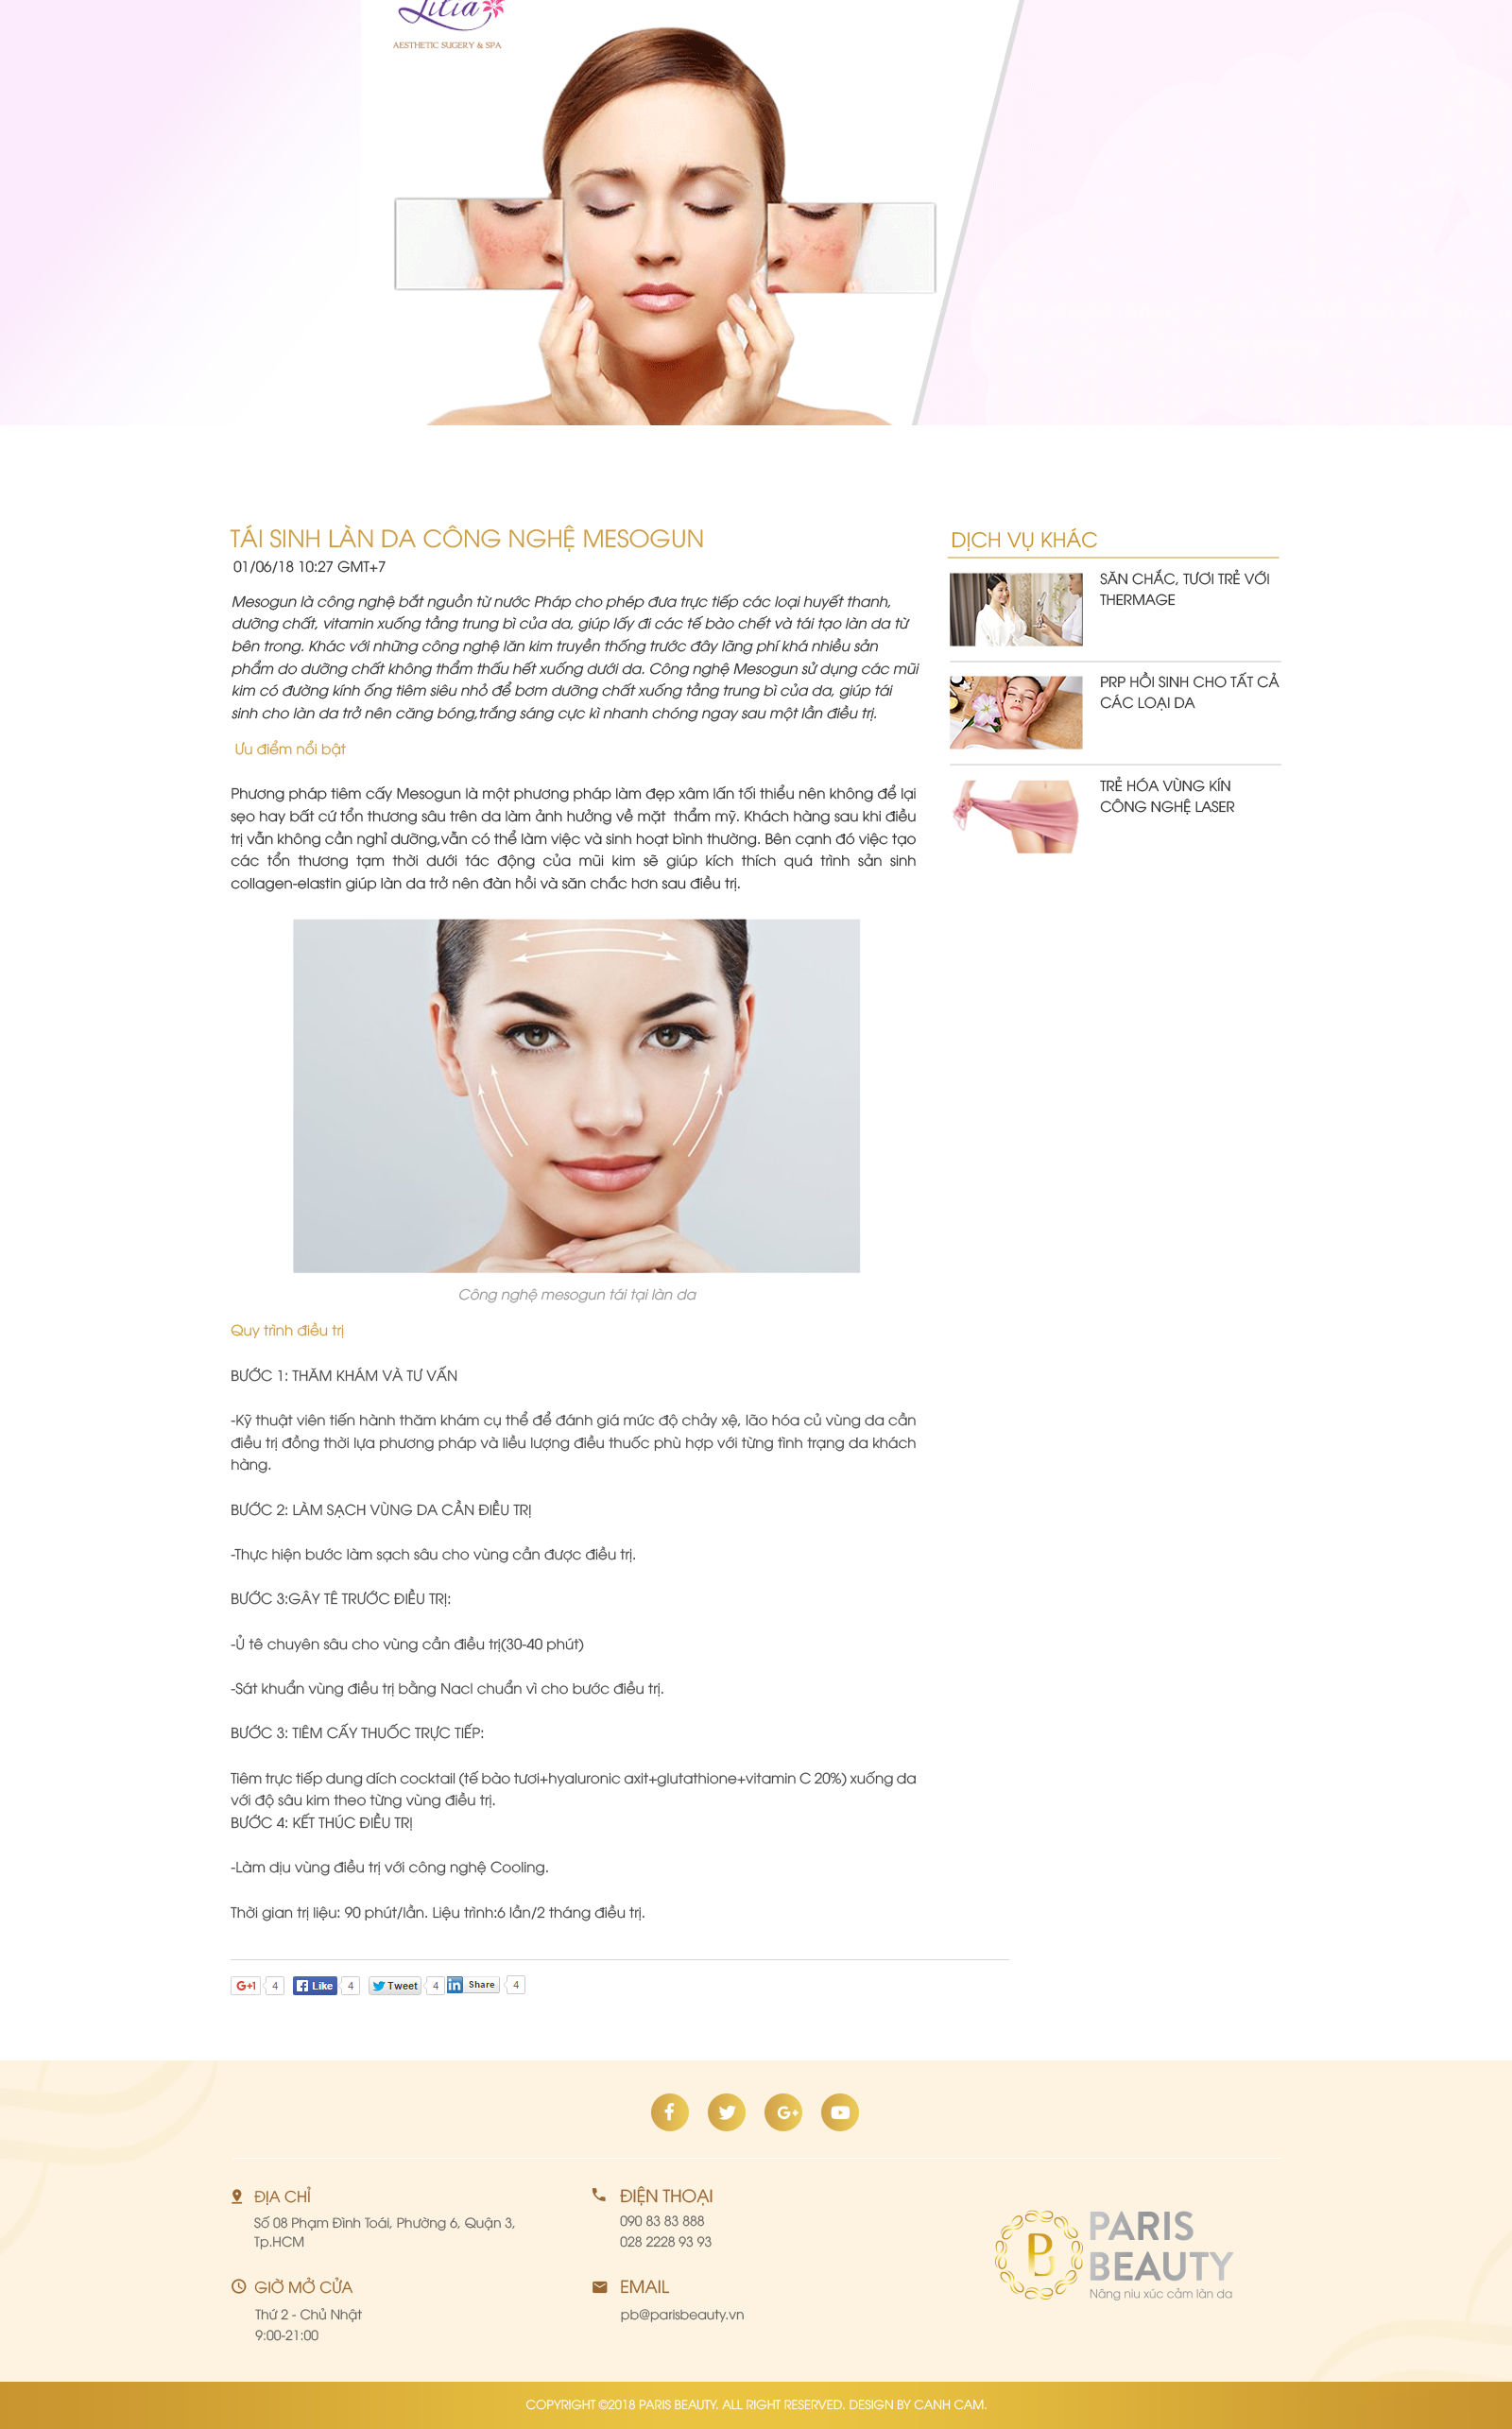 Lilia
AESTHETIC SUGERY & SPA
TÁI SINH LÀN DA CÔNG NGHỆ MESOGUN
01/06/18 10:27 GMT+7
Mesogun là công nghệ bắt nguồn từ nước Pháp cho phép đưa trực tiếp các loại huyết thanh,
dưỡng chất, vitamin xuống tầng trung bì của da, giúp lấy đi các tế bào chết và tái tạo làn da từ
bên trong. Khác với những công nghệ lăn kim truyền thống trước đây lãng phí khá nhiều sản
phẩm do dưỡng chất không thẩm thấu hết xuống dưới da. Công nghệ Mesogun sử dụng các mũi
kim có đường kính ống tiêm siêu nhỏ để bơm dưỡng chất xuống tầng trung bì của da, giúp tái
sinh cho làn da trở nên căng bóng,trắng sáng cực kì nhanh chóng ngay sau một lần điều trị.
Ưu điểm nổi bật
Phương pháp tiêm cấy Mesogun là một phương pháp làm đẹp xâm lấn tối thiểu nên không để lại
sẹo hay bất cứ tổn thương sâu trên da làm ảnh hưởng về mặt thẩm mỹ. Khách hàng sau khi điều
trị vẫn không cần nghỉ dưỡng,vẫn có thể làm việc và sinh hoạt bình thường. Bên cạnh đó việc tạo
các tổn thương tạm thời dưới tác động của mũi kim sẽ giúp kích thích quá trình sản sinh
collagen-elastin giúp làn da trở nên đàn hồi và săn chắc hơn sau điều trị.
Công nghệ mesogun tái tại làn da
Quy trình điều trị
BƯỚC 1: THĂM KHÁM VÀ TƯ VẤN
-Kỹ thuật viên tiến hành thăm khám cụ thể để đánh giá mức độ chảy xệ, lão hóa củ vùng da cần
điều trị đồng thời lựa phương pháp và liều lượng điều thuốc phù hợp với từng tình trạng da khách
hàng.
BƯỚC 2: LÀM SẠCH VÙNG DA CẦN ĐIỀU TRỊ
-Thực hiện bước làm sạch sâu cho vùng cần được điều trị.
BƯỚC 3:GÂY TÊ TRƯỚC ĐIỀU TRỊ:
-Ủ tê chuyên sâu cho vùng cần điều trị(30-40 phút)
-Sát khuẩn vùng điều trị bằng Nacl chuẩn vì cho bước điều trị.
BƯỚC 3: TIÊM CẤY THUỐC TRỰC TIẾP:
Tiêm trực tiếp dung dích cocktail (tế bào tươi+hyaluronic axit+glutathione+vitamin C 20%) xuống da
với độ sâu kim theo từng vùng điều trị.
BƯỚC 4: KẾT THÚC ĐIỀU TRỊ
-Làm dịu vùng điều trị với công nghệ Cooling.
Thời gian trị liệu: 90 phút/lần. Liệu trình:6 lần/2 tháng điều trị.
G+1 4 Like 4 Tweet 4 in Share 4
DỊCH VỤ KHÁC
SĂN CHẮC, TƯƠI TRẺ VỚI
THERMAGE
PRP HỒI SINH CHO TẤT CẢ
CÁC LOẠI DA
TRẺ HÓA VÙNG KÍN
CÔNG NGHỆ LASER
ĐỊA CHỈ
Số 08 Phạm Đình Toái, Phường 6, Quận 3,
Tp.HCM
GIỜ MỞ CỬA
Thứ 2 - Chủ Nhật
9:00-21:00
ĐIỆN THOẠI
090 83 83 888
028 2228 93 93
EMAIL
pb@parisbeauty.vn
PARIS
BEAUTY
Nâng niu xúc cảm làn da
COPYRIGHT ©2018 PARIS BEAUTY. ALL RIGHT RESERVED. DESIGN BY CANH CAM.